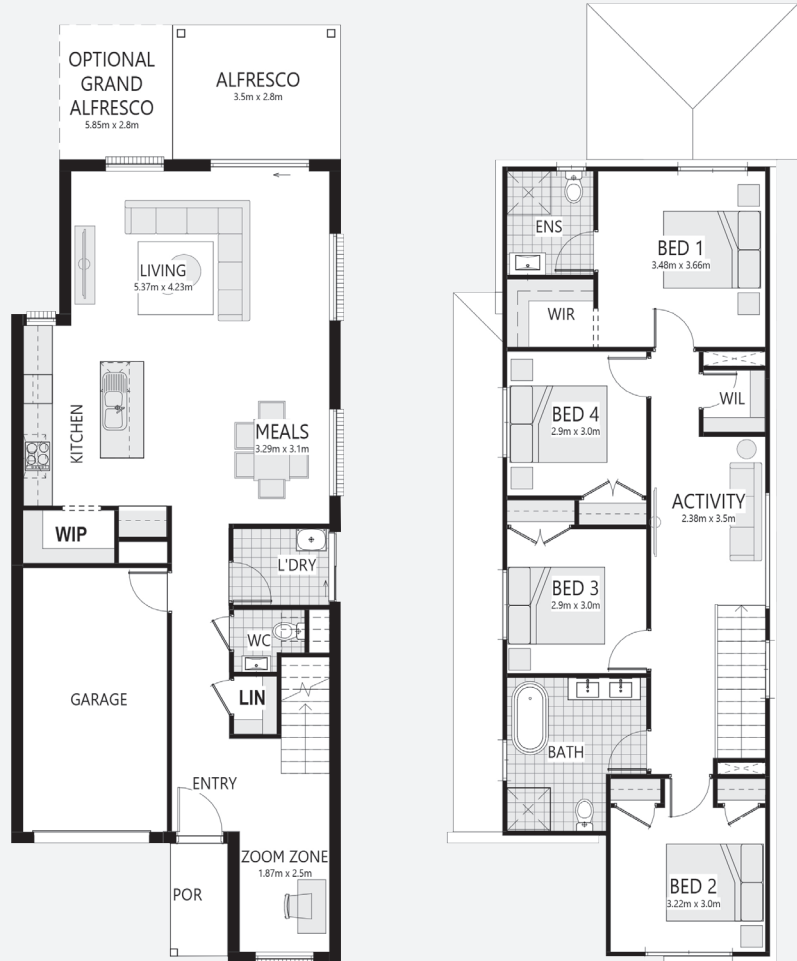 OPTIONAL
GRAND
ALFRESCO
5.85m x 2.8m
ALFRESCO
3.5m x 2.8m
LIVING
5.37m x 4.23m
KITCHEN
MEALS
3.29m x 3.1m
WIP
L'DRY
WC
LIN
GARAGE
ENTRY
ZOOM ZONE
1.87m x 2.5m
POR
ENS
BED 1
3.48m x 3.66m
WIR
WIL
BED 4
2.9m x 3.0m
ACTIVITY
2.38m x 3.5m
BED 3
2.9m x 3.0m
BATH
BED 2
3.22m x 3.0m